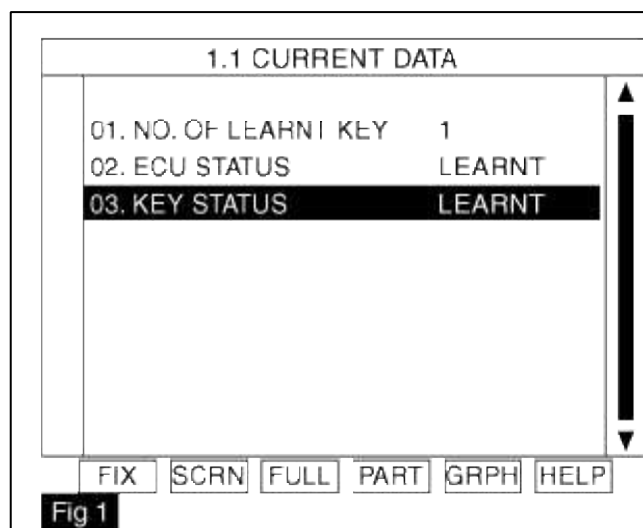 1.1 CURRENT DATA
01. NO. OF LEARNT KEY 1
02. ECU STATUS LEARNT
03. KEY STATUS LEARNT
FIX SCRN FULL PART GRPH HELP
Fig 1